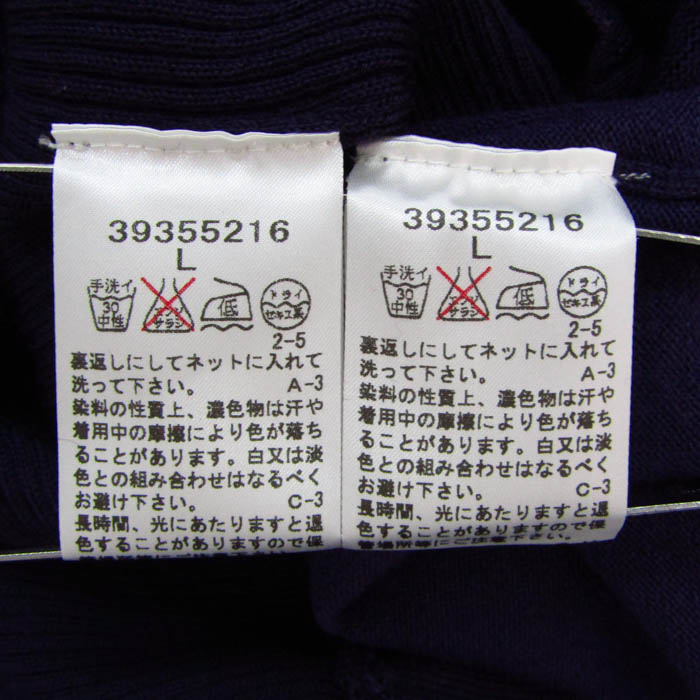 39355216
L
手洗イ
30
中性
エンソ
サラシ
低
ドライ
セキユ系
2-5
裏返しにしてネットに入れて
洗って下さい。 A-3
染料の性質上、濃色物は汗や
着用中の摩擦により色が落ち
ることがあります。白又は淡
色との組み合わせはなるべく
お避け下さい。 C-3
長時間、光にあたりますと退
色することがありますので保
39355216
L
手洗イ
30
中性
エンソ
サラシ
低
ドライ
セキユ系
2-5
裏返しにしてネットに入れて
洗って下さい。 A-3
染料の性質上、濃色物は汗や
着用中の摩擦により色が落ち
ることがあります。白又は淡
色との組み合わせはなるべく
お避け下さい。 C-3
長時間、光にあたりますと退
色することがありますので保
管場所等にご注意下さい。